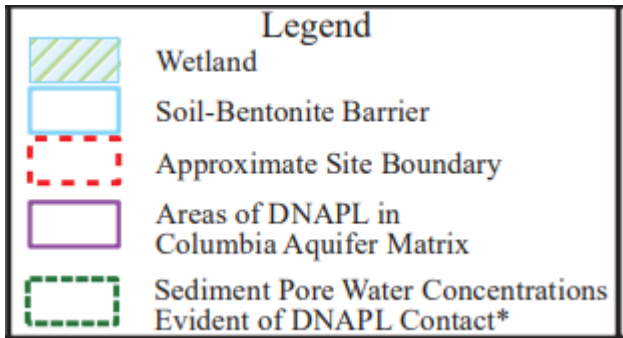 Legend
Wetland
Soil-Bentonite Barrier
Approximate Site Boundary
Areas of DNAPL in
Columbia Aquifer Matrix
Sediment Pore Water Concentrations
Evident of DNAPL Contact*